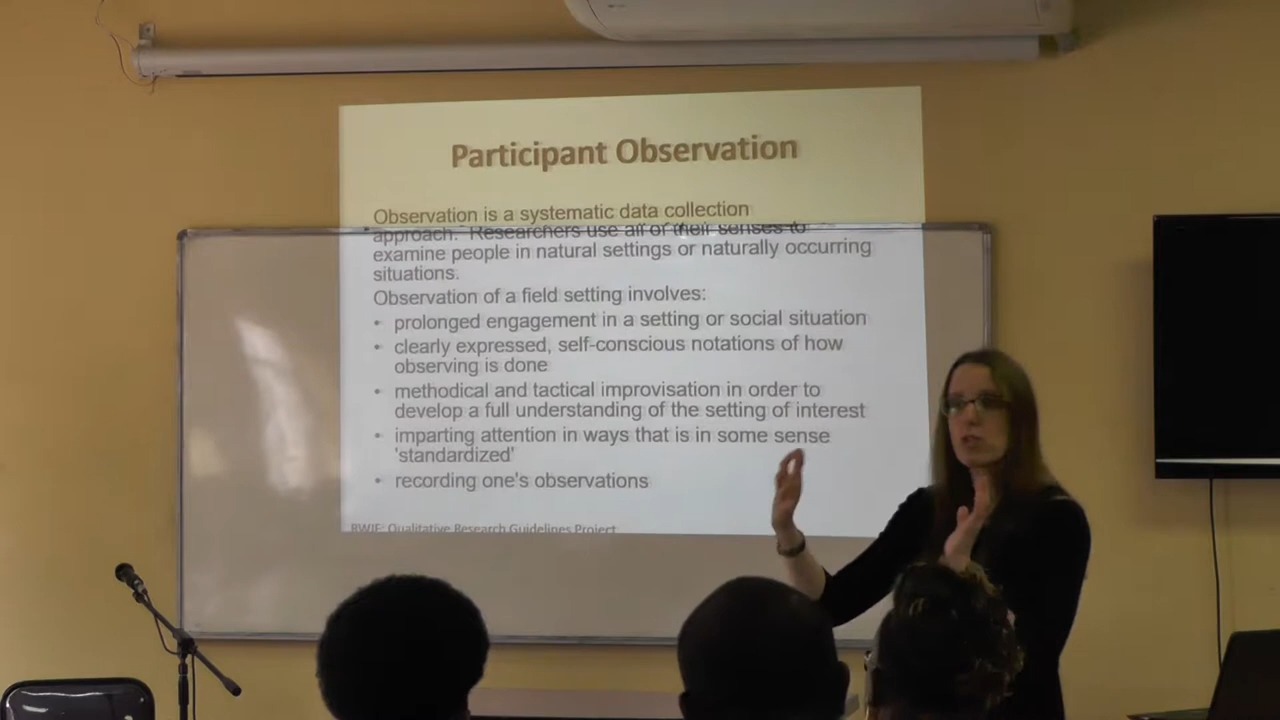 Participant Observation
Observation is a systematic data collection
approach. Researchers use all of their senses to
examine people in natural settings or naturally occurring
situations.
Observation of a field setting involves:
• prolonged engagement in a setting or social situation
• clearly expressed, self-conscious notations of how
observing is done
• methodical and tactical improvisation in order to
develop a full understanding of the setting of interest
• imparting attention in ways that is in some sense
'standardized'
• recording one's observations
RWJF: Qualitative Research Guidelines Project